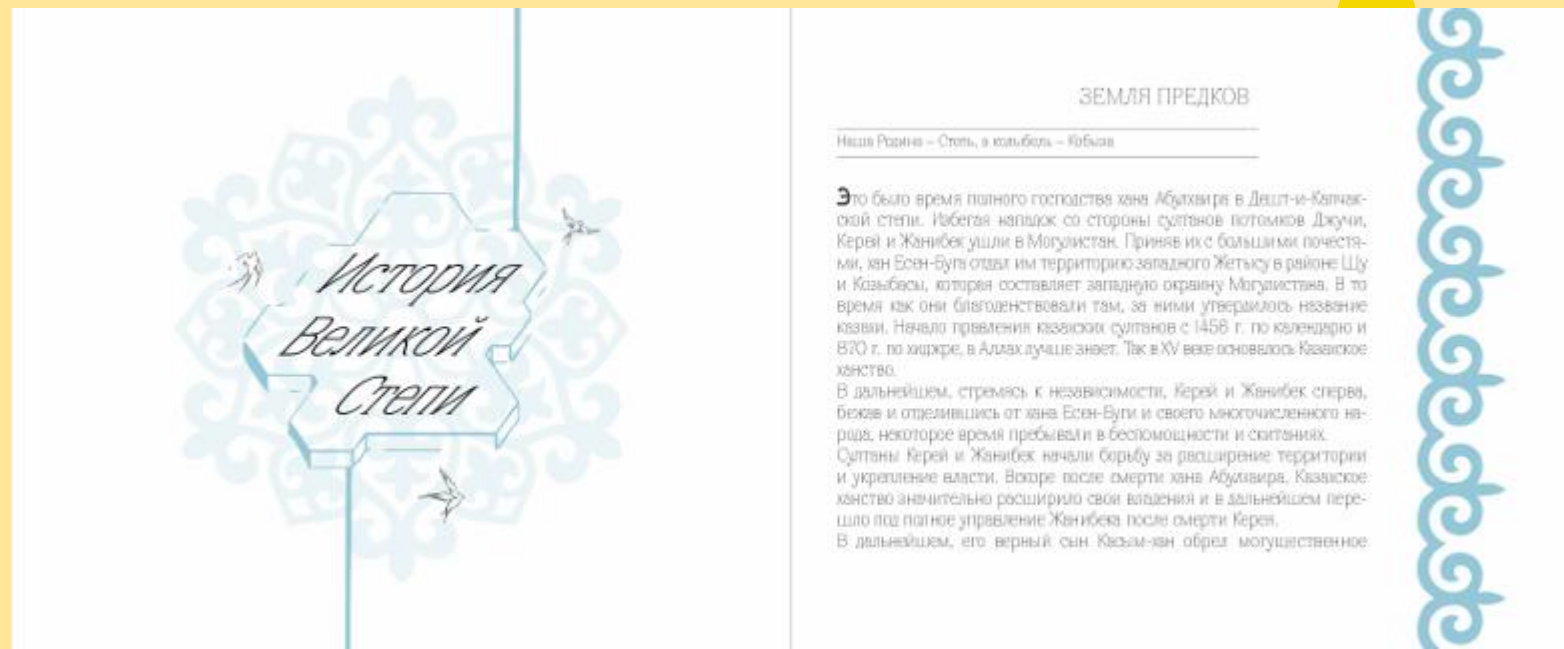 История
Великой
Степи
ЗЕМЛЯ ПРЕДКОВ
Наша Родина – Степь, а колыбель – Кобыза
Это было время полного господства хана Абулхаира в Дешт-и-Капчак-
ской степи. Избегая нападок со стороны султанов потомков Джучи,
Керей и Жанибек ушли в Могулистан. Приняв их с большими почестя-
ми, хан Есен-Буга отдал им территорию западного Жетысу в районе Шу
и Козыбасы, которая составляет западную окраину Могулистана. В то
время как они благоденствовали там, за ними утвердилось название
казахи. Начало правления казахских султанов с 1456 г. по календарю и
870 г. по хиджре, а Аллах лучше знает. Так в XV веке основалось Казахское
ханство.
В дальнейшем, стремясь к независимости, Керей и Жанибек сперва,
бежав и отделившись от хана Есен-Буги и своего многочисленного на-
рода, некоторое время пребывали в беспомощности и скитаниях.
Султаны Керей и Жанибек начали борьбу за расширение территории
и укрепление власти. Вскоре после смерти хана Абулхаира, Казахское
ханство значительно расширило свои владения и в дальнейшем пере-
шло под полное управление Жанибека после смерти Керея.
В дальнейшем, его верный сын Касым-хан обрел могущественное